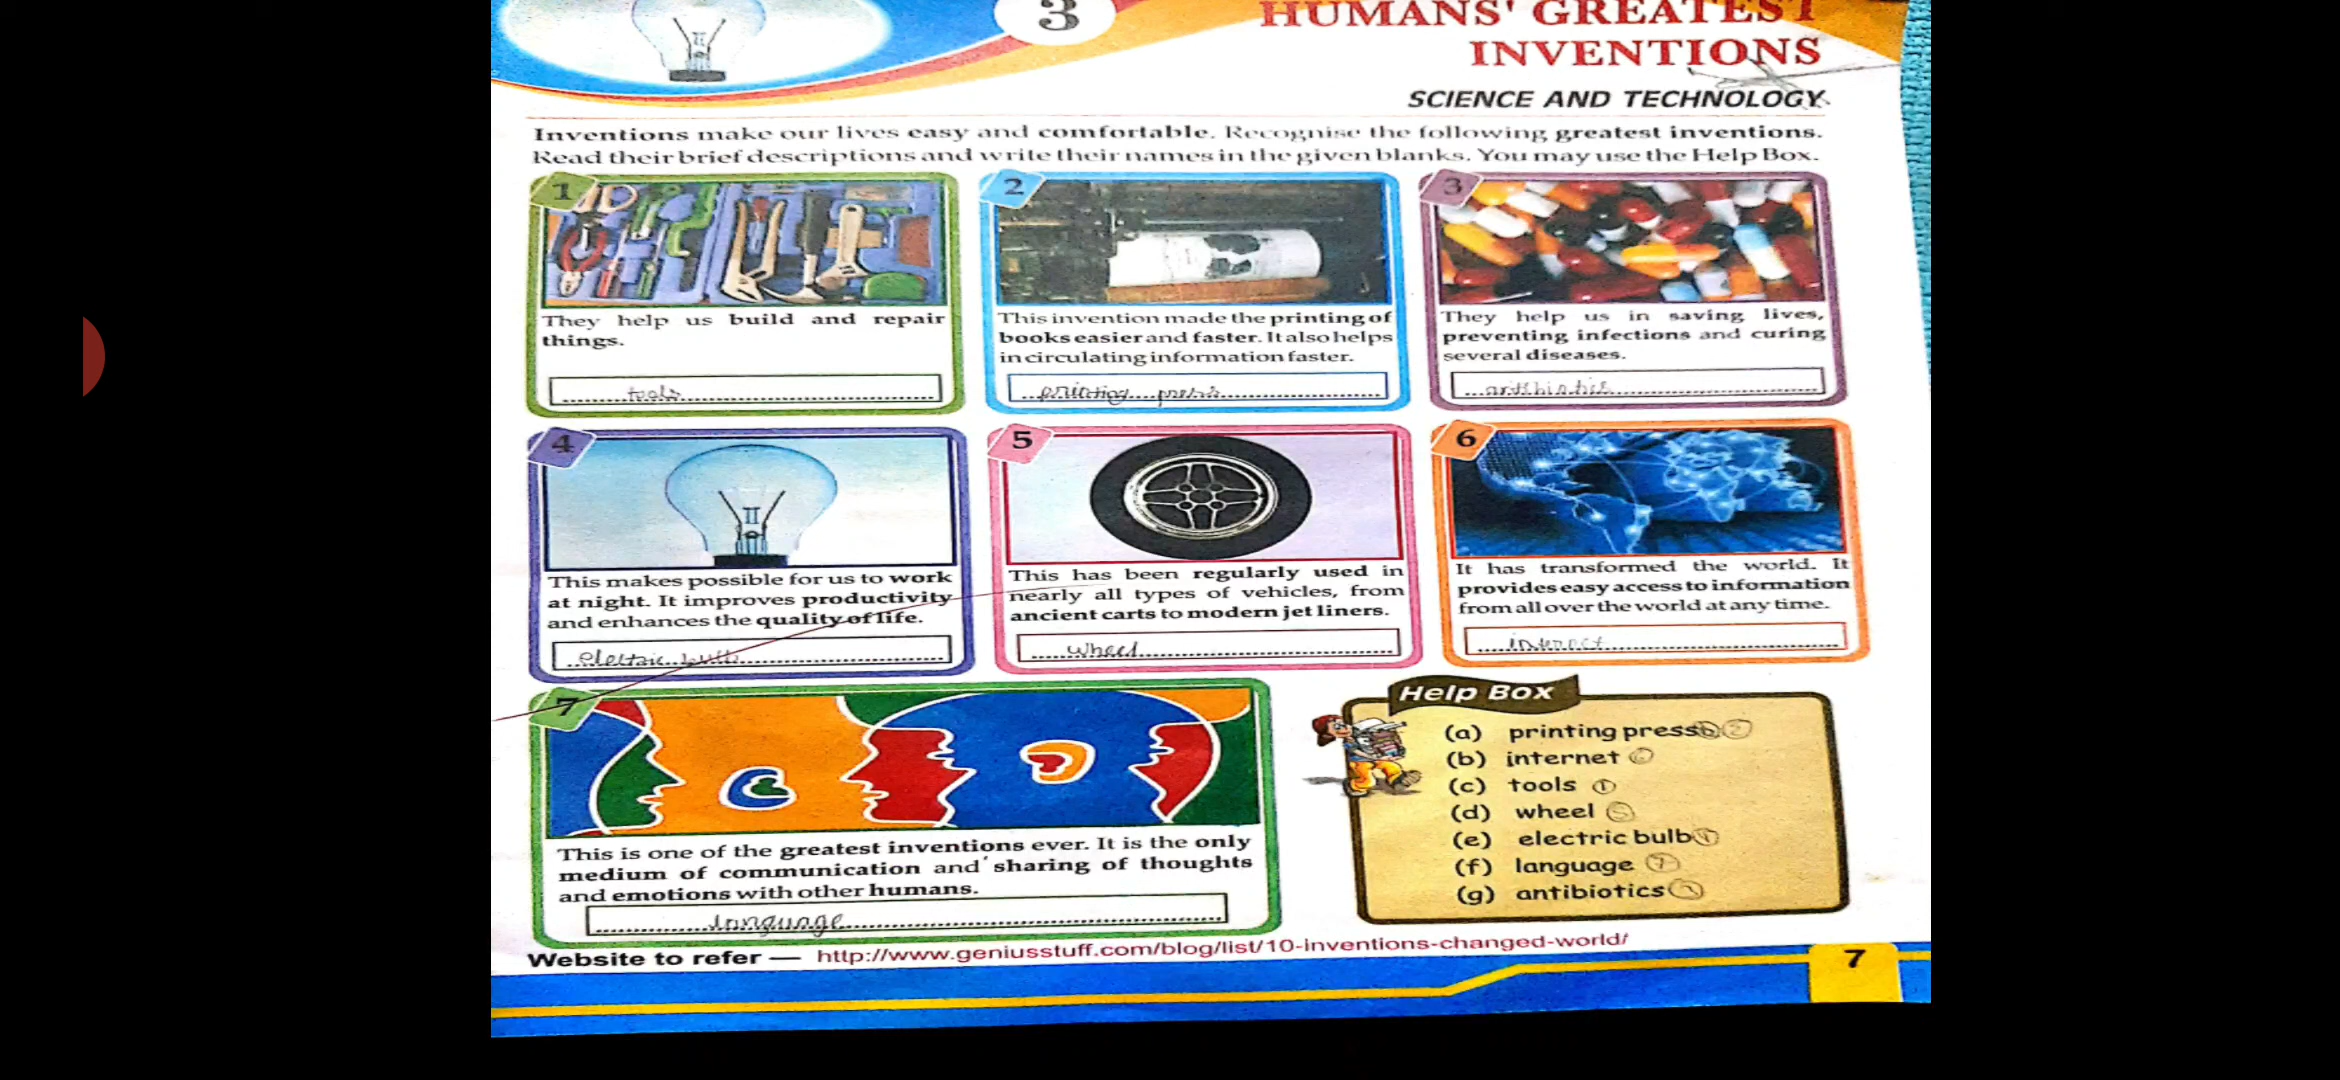 3
HUMANS' GREATEST
INVENTIONS
SCIENCE AND TECHNOLOGY
Inventions make our lives easy and comfortable. Recognise the following greatest inventions.
Read their brief descriptions and write their names in the given blanks. You may use the Help Box.
1
They help us build and repair
things.
tools
2
This invention made the printing of
books easier and faster. It also helps
in circulating information faster.
printing press
3
They help us in saving lives,
preventing infections and curing
several diseases.
antibiotics
4
This makes possible for us to work
at night. It improves productivity
and enhances the quality of life.
electric bulb
5
This has been regularly used in
nearly all types of vehicles, from
ancient carts to modern jet liners.
wheel
6
It has transformed the world. It
provides easy access to information
from all over the world at any time.
internet
7
This is one of the greatest inventions ever. It is the only
medium of communication and sharing of thoughts
and emotions with other humans.
language
Help Box
(a) printing press 2
(b) internet
(c) tools 1
(d) wheel 5
(e) electric bulb 4
(f) language 7
(g) antibiotics
Website to refer — http://www.geniusstuff.com/blog/list/10-inventions-changed-world/
7